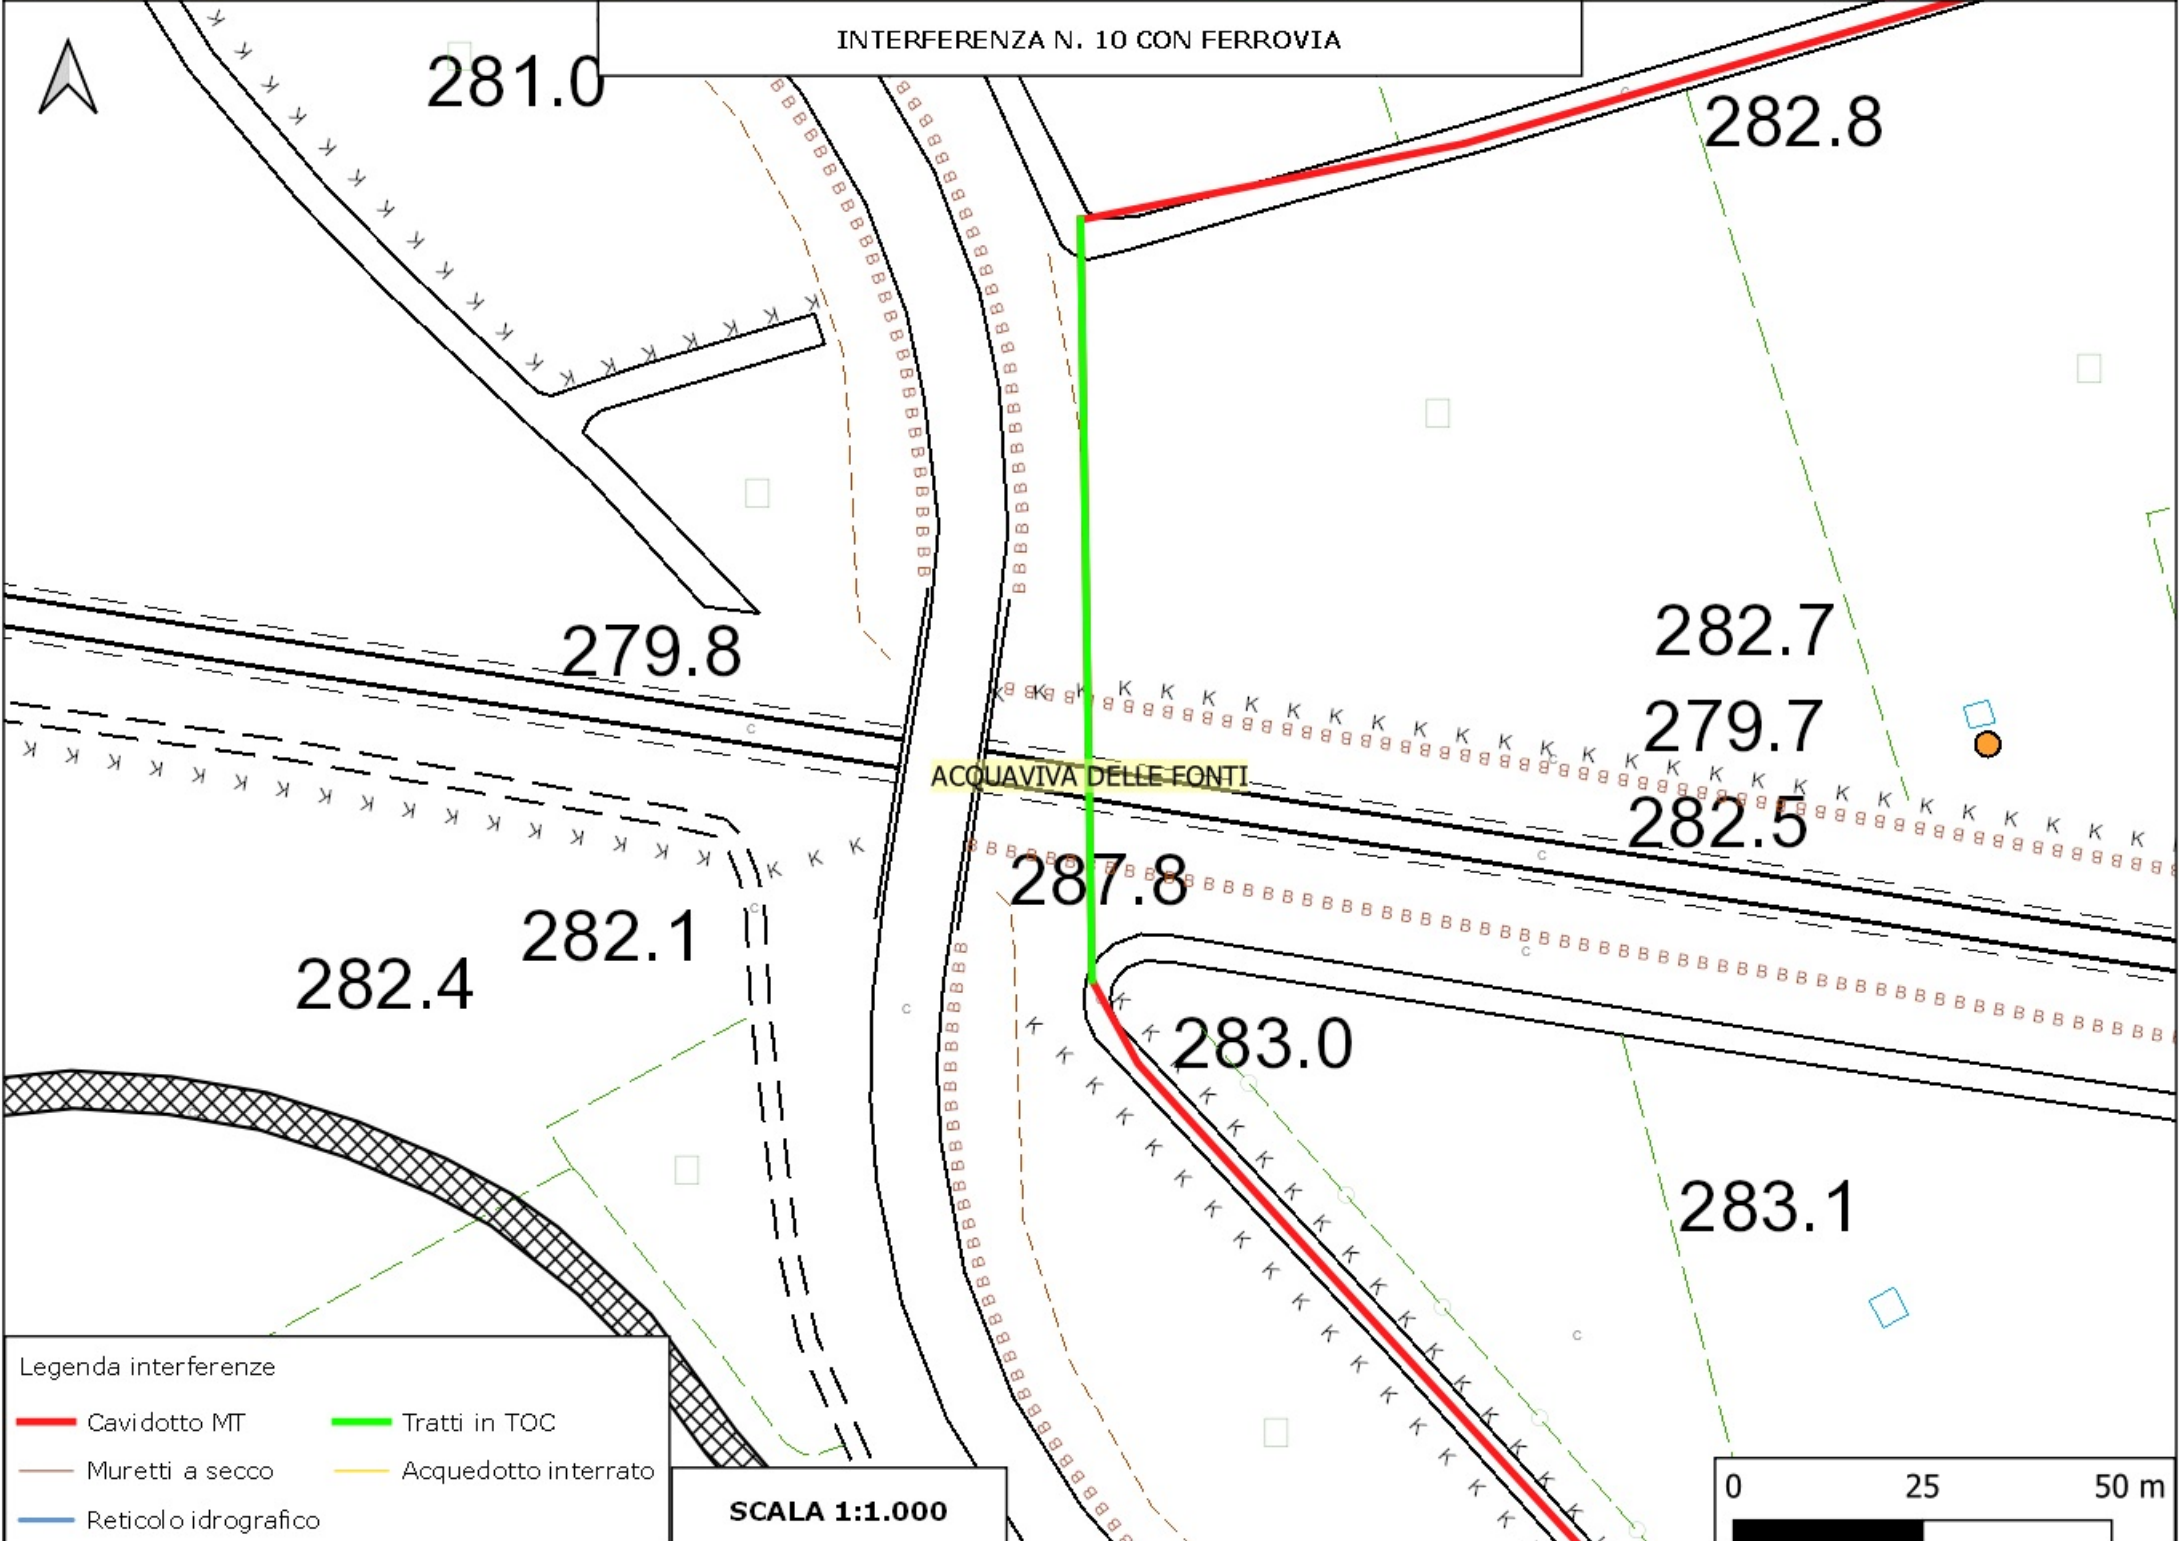 INTERFERENZA N. 10 CON FERROVIA
281.0
282.8
282.7
279.8
279.7
ACQUAVIVA DELLE FONTI
282.5
287.8
282.1
282.4
283.0
283.1
Legenda interferenze
Cavidotto MT
Tratti in TOC
Muretti a secco
Acquedotto interrato
Reticolo idrografico
SCALA 1:1.000
0 25 50 m